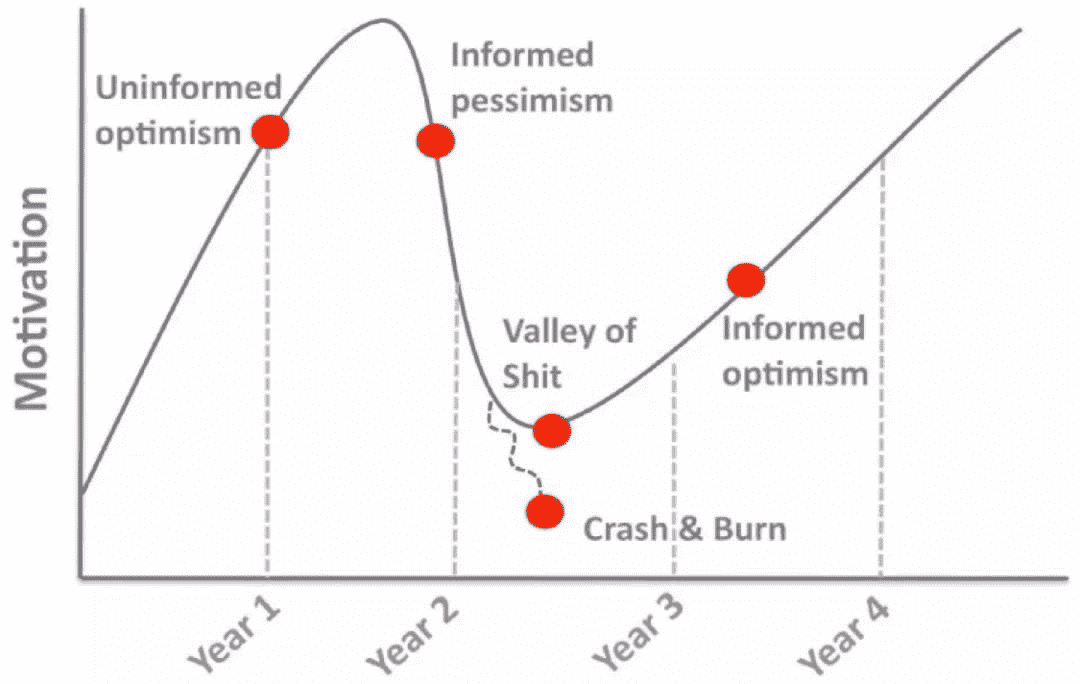 Uninformed
optimism
Informed
pessimism
Motivation
Valley of
Shit
Informed
optimism
Crash & Burn
Year 1
Year 2
Year 3
Year 4